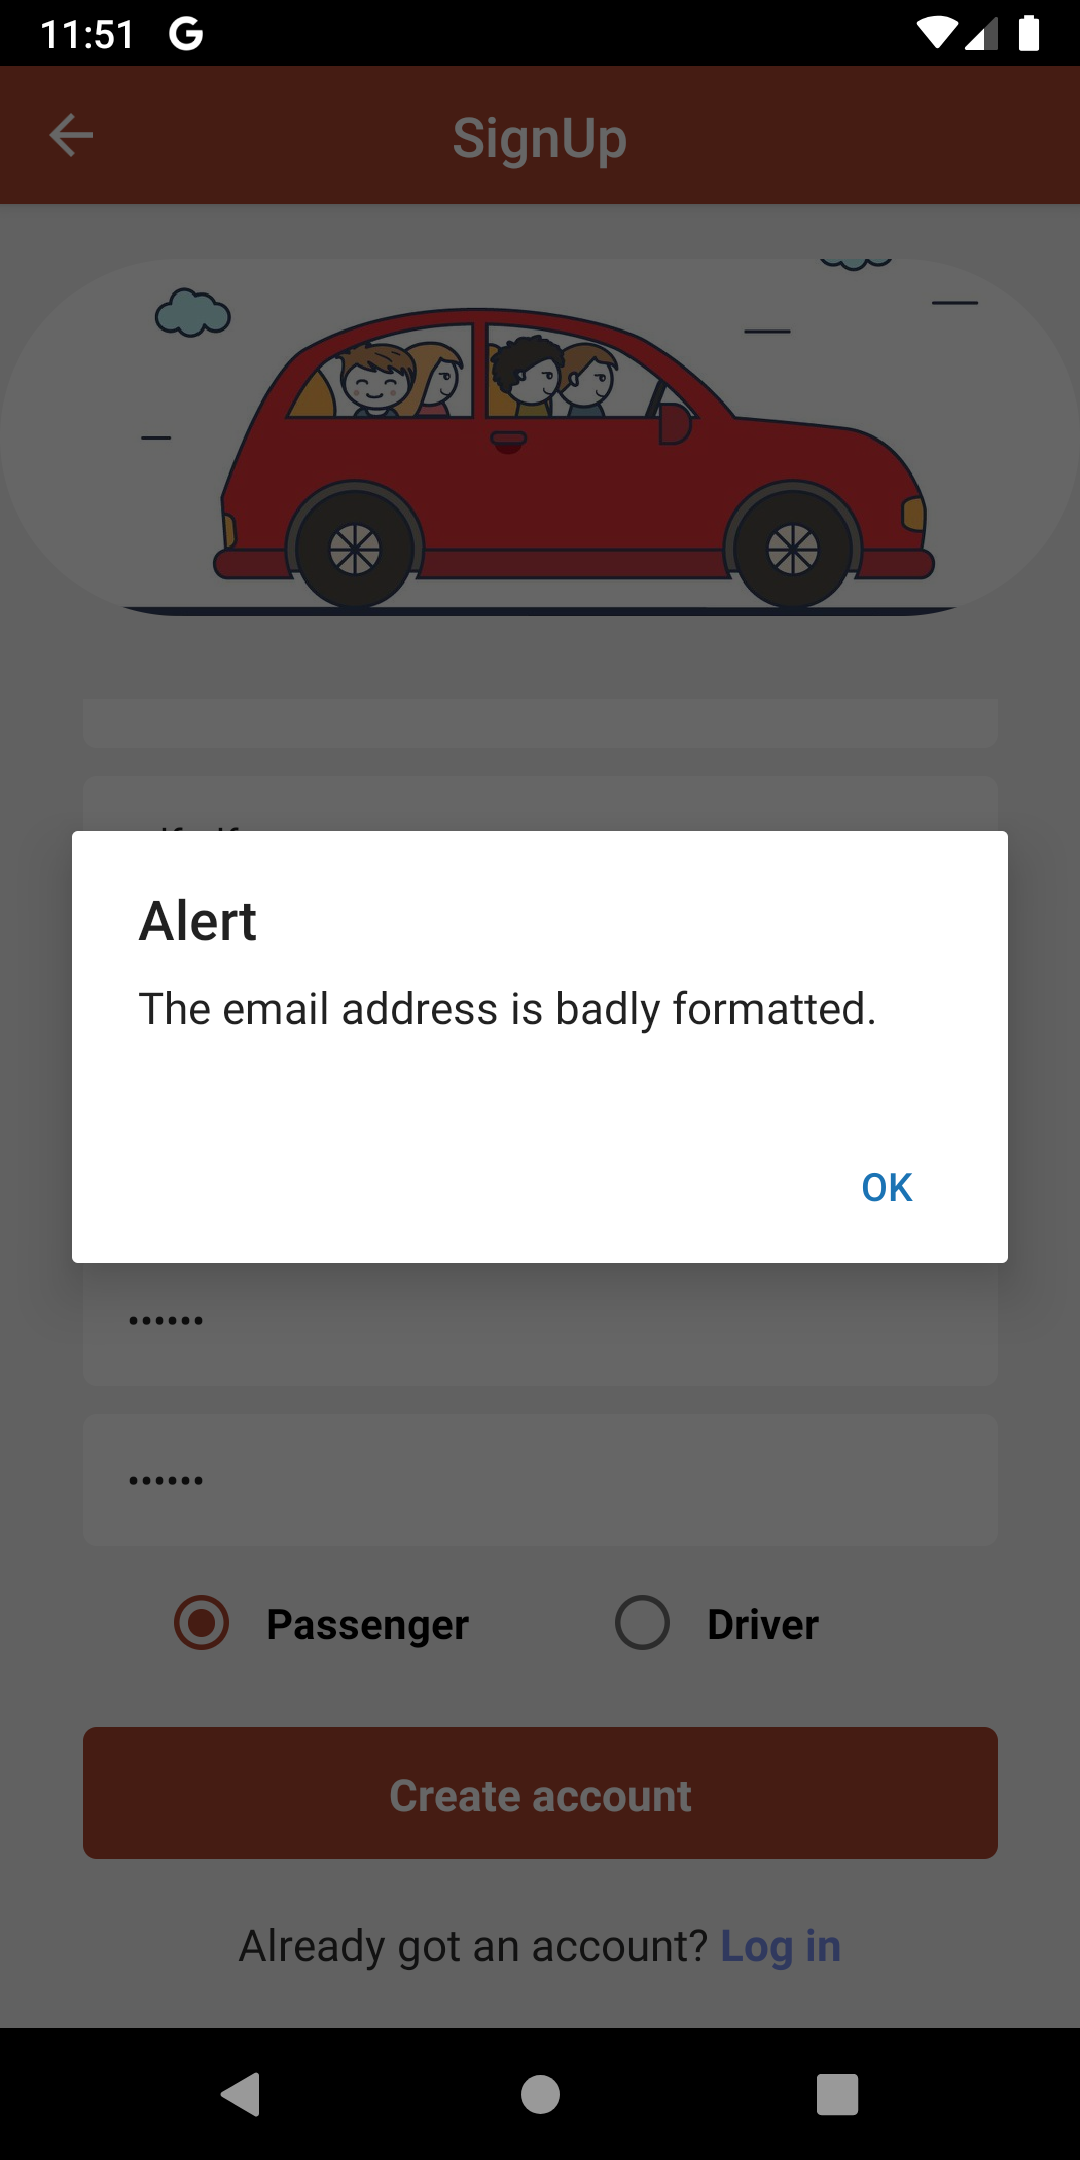 11:51 G
SignUp
Alert
The email address is badly formatted.
OK
••••••
••••••
Passenger Driver
Create account
Already got an account? Log in